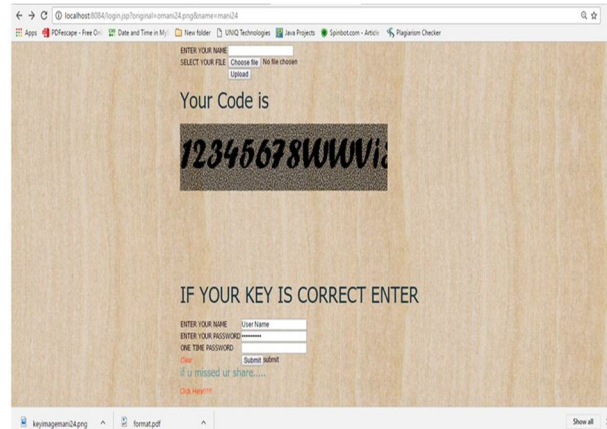 localhost:8084/login.jsp?original=omani24.png&name=mani24
Apps PDFescape - Free Onl Date and Time in My New folder UNIQ Technologies Java Projects Spinbot.com - Article Plagiarism Checker
ENTER YOUR NAME
SELECT YOUR FILE Choose file No file chosen
Upload
Your Code is
12345678WWVi
IF YOUR KEY IS CORRECT ENTER
ENTER YOUR NAME User Name
ENTER YOUR PASSWORD
ONE TIME PASSWORD
Clear Submit submit
if u missed ur share.....
Click Here!!!!
keyimagemani24.png format.pdf Show all